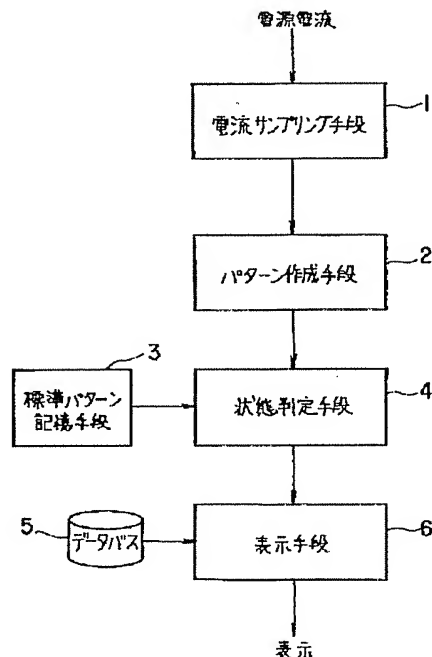 電源電流
電流サンプリング手段
1
パターン作成手段
2
3
標準パターン
記憶手段
状態判定手段
4
5
データバス
表示手段
6
表示